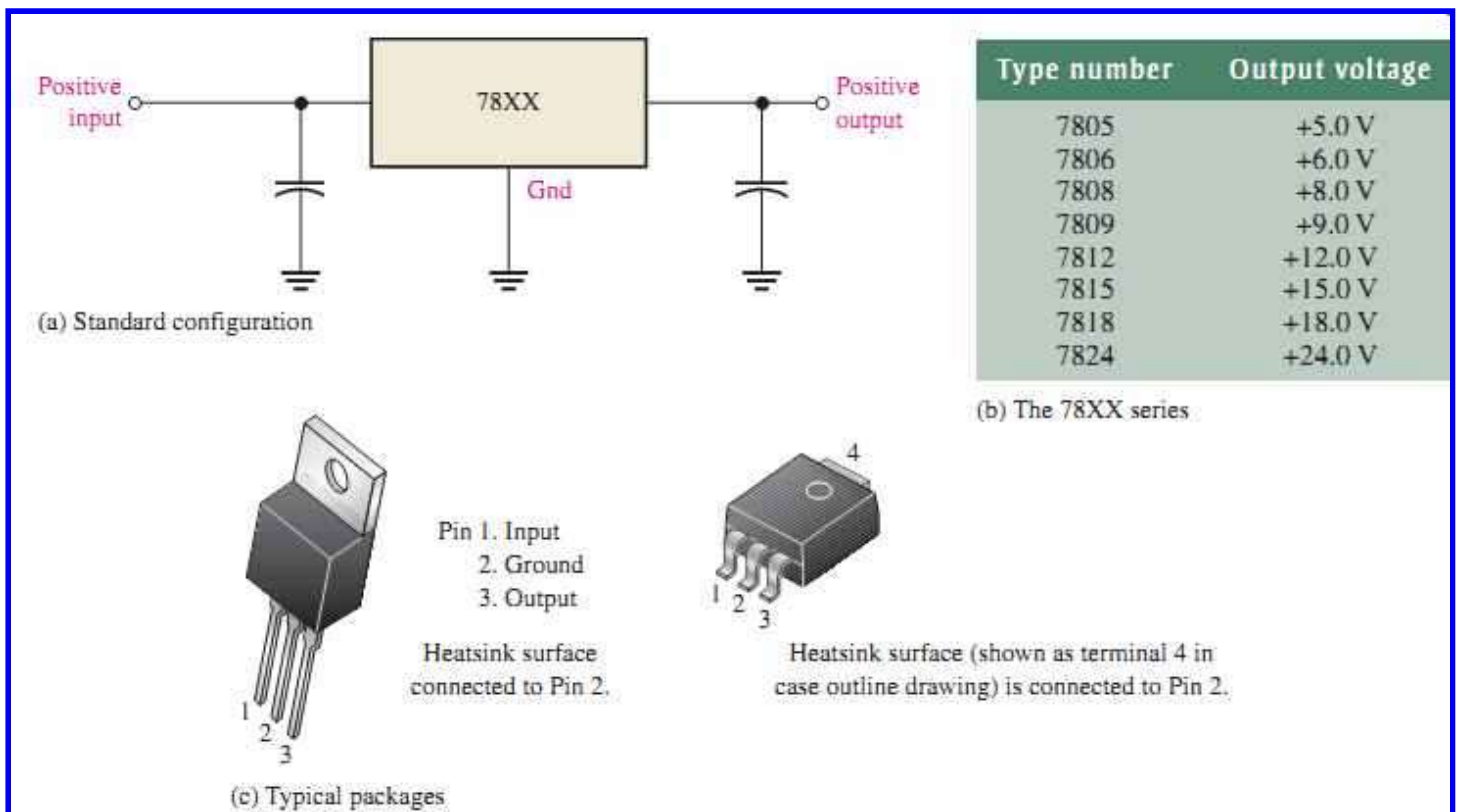 Positive
input
78XX
Positive
output
Gnd
(a) Standard configuration
Type number Output voltage
7805 +5.0 V
7806 +6.0 V
7808 +8.0 V
7809 +9.0 V
7812 +12.0 V
7815 +15.0 V
7818 +18.0 V
7824 +24.0 V
(b) The 78XX series
Pin 1. Input
2. Ground
3. Output
Heatsink surface
connected to Pin 2.
1
2
3
4
1
2
3
Heatsink surface (shown as terminal 4 in
case outline drawing) is connected to Pin 2.
(c) Typical packages